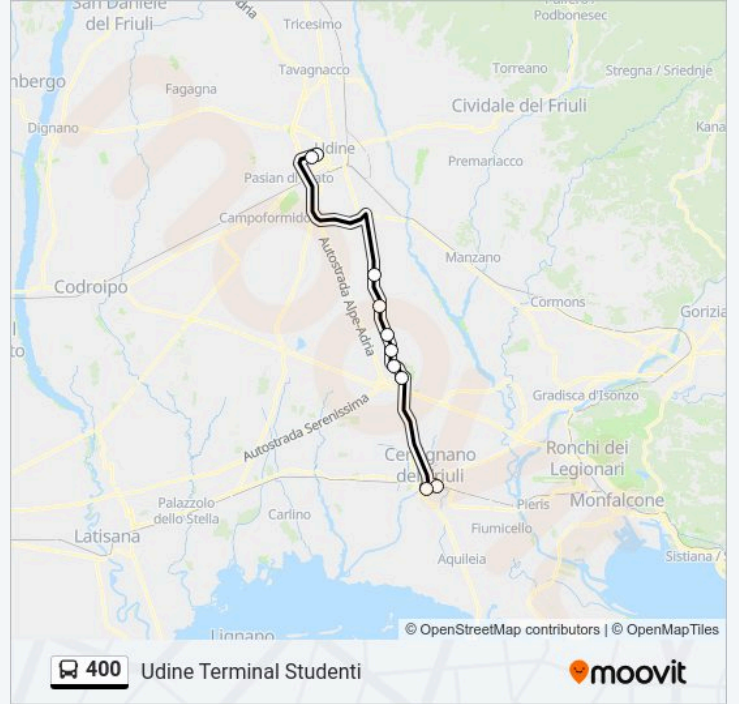 San Daniele
del Friuli
Tricesimo
Podbonesec
Tavagnacco
Torreano
Stregna / Sriednje
mbergo
Fagagna
Cividale del Friuli
Dignano
Kana
Udine
Premariacco
Pasian di Prato
Campoformido
Manzano
Autostrada Alpe-Adria
Codroipo
Cormons
Gorizia
Gradisca d'Isonzo
Autostrada Serenissima
Cervignano
del Friuli
Ronchi dei
Legionari
Palazzolo
dello Stella
Pieris
Monfalcone
Carlino
Fiumicello
Latisana
Aquileia
Sistiana / S
Lignano
© OpenStreetMap contributors | © OpenMapTiles
400 Udine Terminal Studenti
moovit